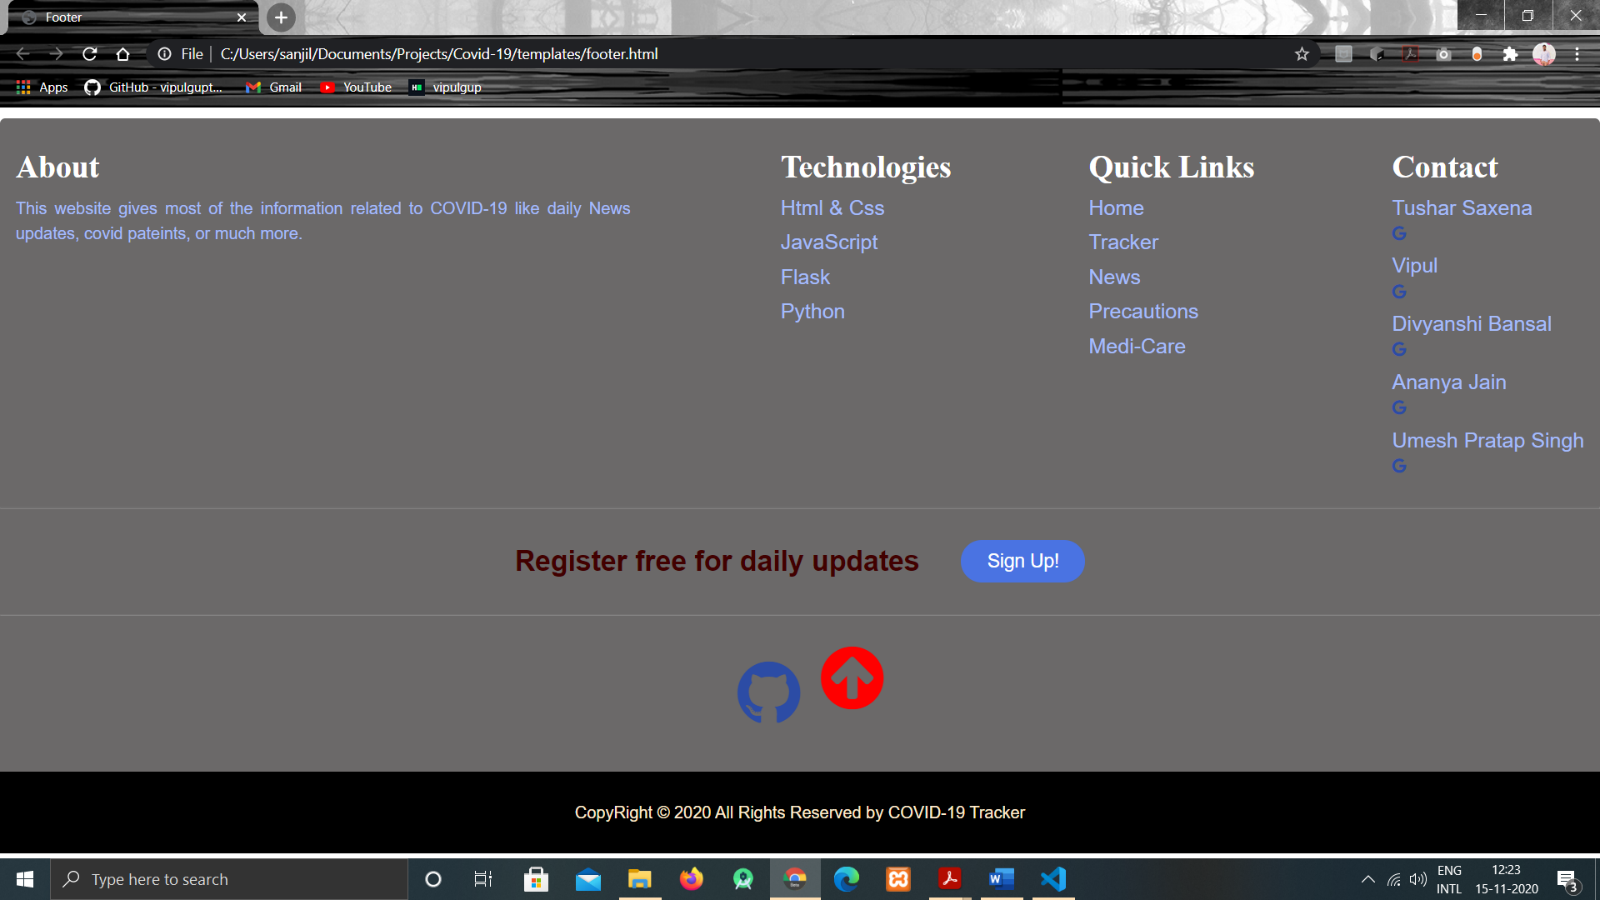 Footer
File
C:/Users/sanjil/Documents/Projects/Covid-19/templates/footer.html
Apps
GitHub - vipulgupt...
Gmail
YouTube
vipulgup
About
This website gives most of the information related to COVID-19 like daily News
updates, covid pateints, or much more.
Technologies
Html & Css
JavaScript
Flask
Python
Quick Links
Home
Tracker
News
Precautions
Medi-Care
Contact
Tushar Saxena
Vipul
Divyanshi Bansal
Ananya Jain
Umesh Pratap Singh
Register free for daily updates
Sign Up!
CopyRight © 2020 All Rights Reserved by COVID-19 Tracker
Type here to search
ENG
INTL
12:23
15-11-2020
3